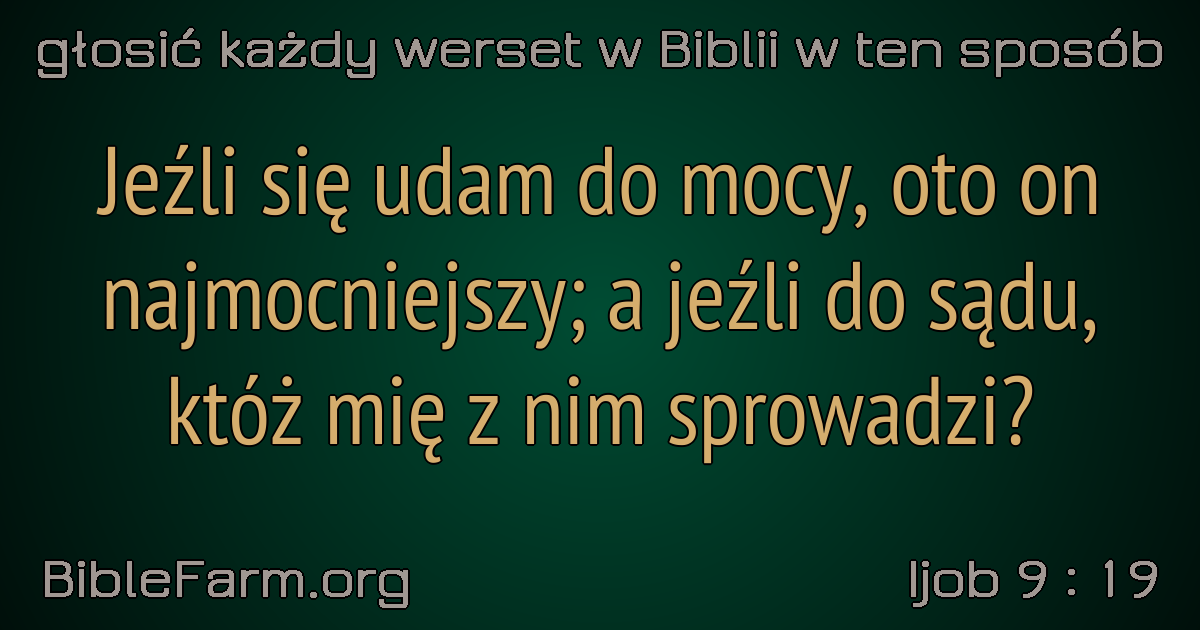 głosić każdy werset w Biblii w ten sposób
Jeźli się udam do mocy, oto on
najmocniejszy; a jeźli do sądu,
któż mię z nim sprowadzi?
BibleFarm.org
Ijob 9 : 19